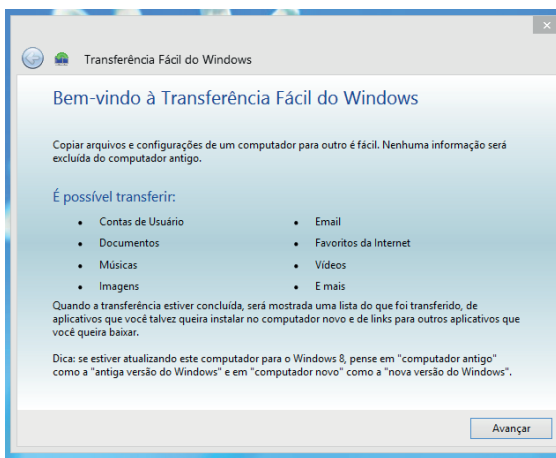 Transferência Fácil do Windows
Bem-vindo à Transferência Fácil do Windows
Copiar arquivos e configurações de um computador para outro é fácil. Nenhuma informação será
excluída do computador antigo.
É possível transferir:
• Contas de Usuário
• Documentos
• Músicas
• Imagens
• Email
• Favoritos da Internet
• Vídeos
• E mais
Quando a transferência estiver concluída, será mostrada uma lista do que foi transferido, de
aplicativos que você talvez queira instalar no computador novo e de links para outros aplicativos que
você queira baixar.
Dica: se estiver atualizando este computador para o Windows 8, pense em "computador antigo"
como a "antiga versão do Windows" e em "computador novo" como a "nova versão do Windows".
Avançar